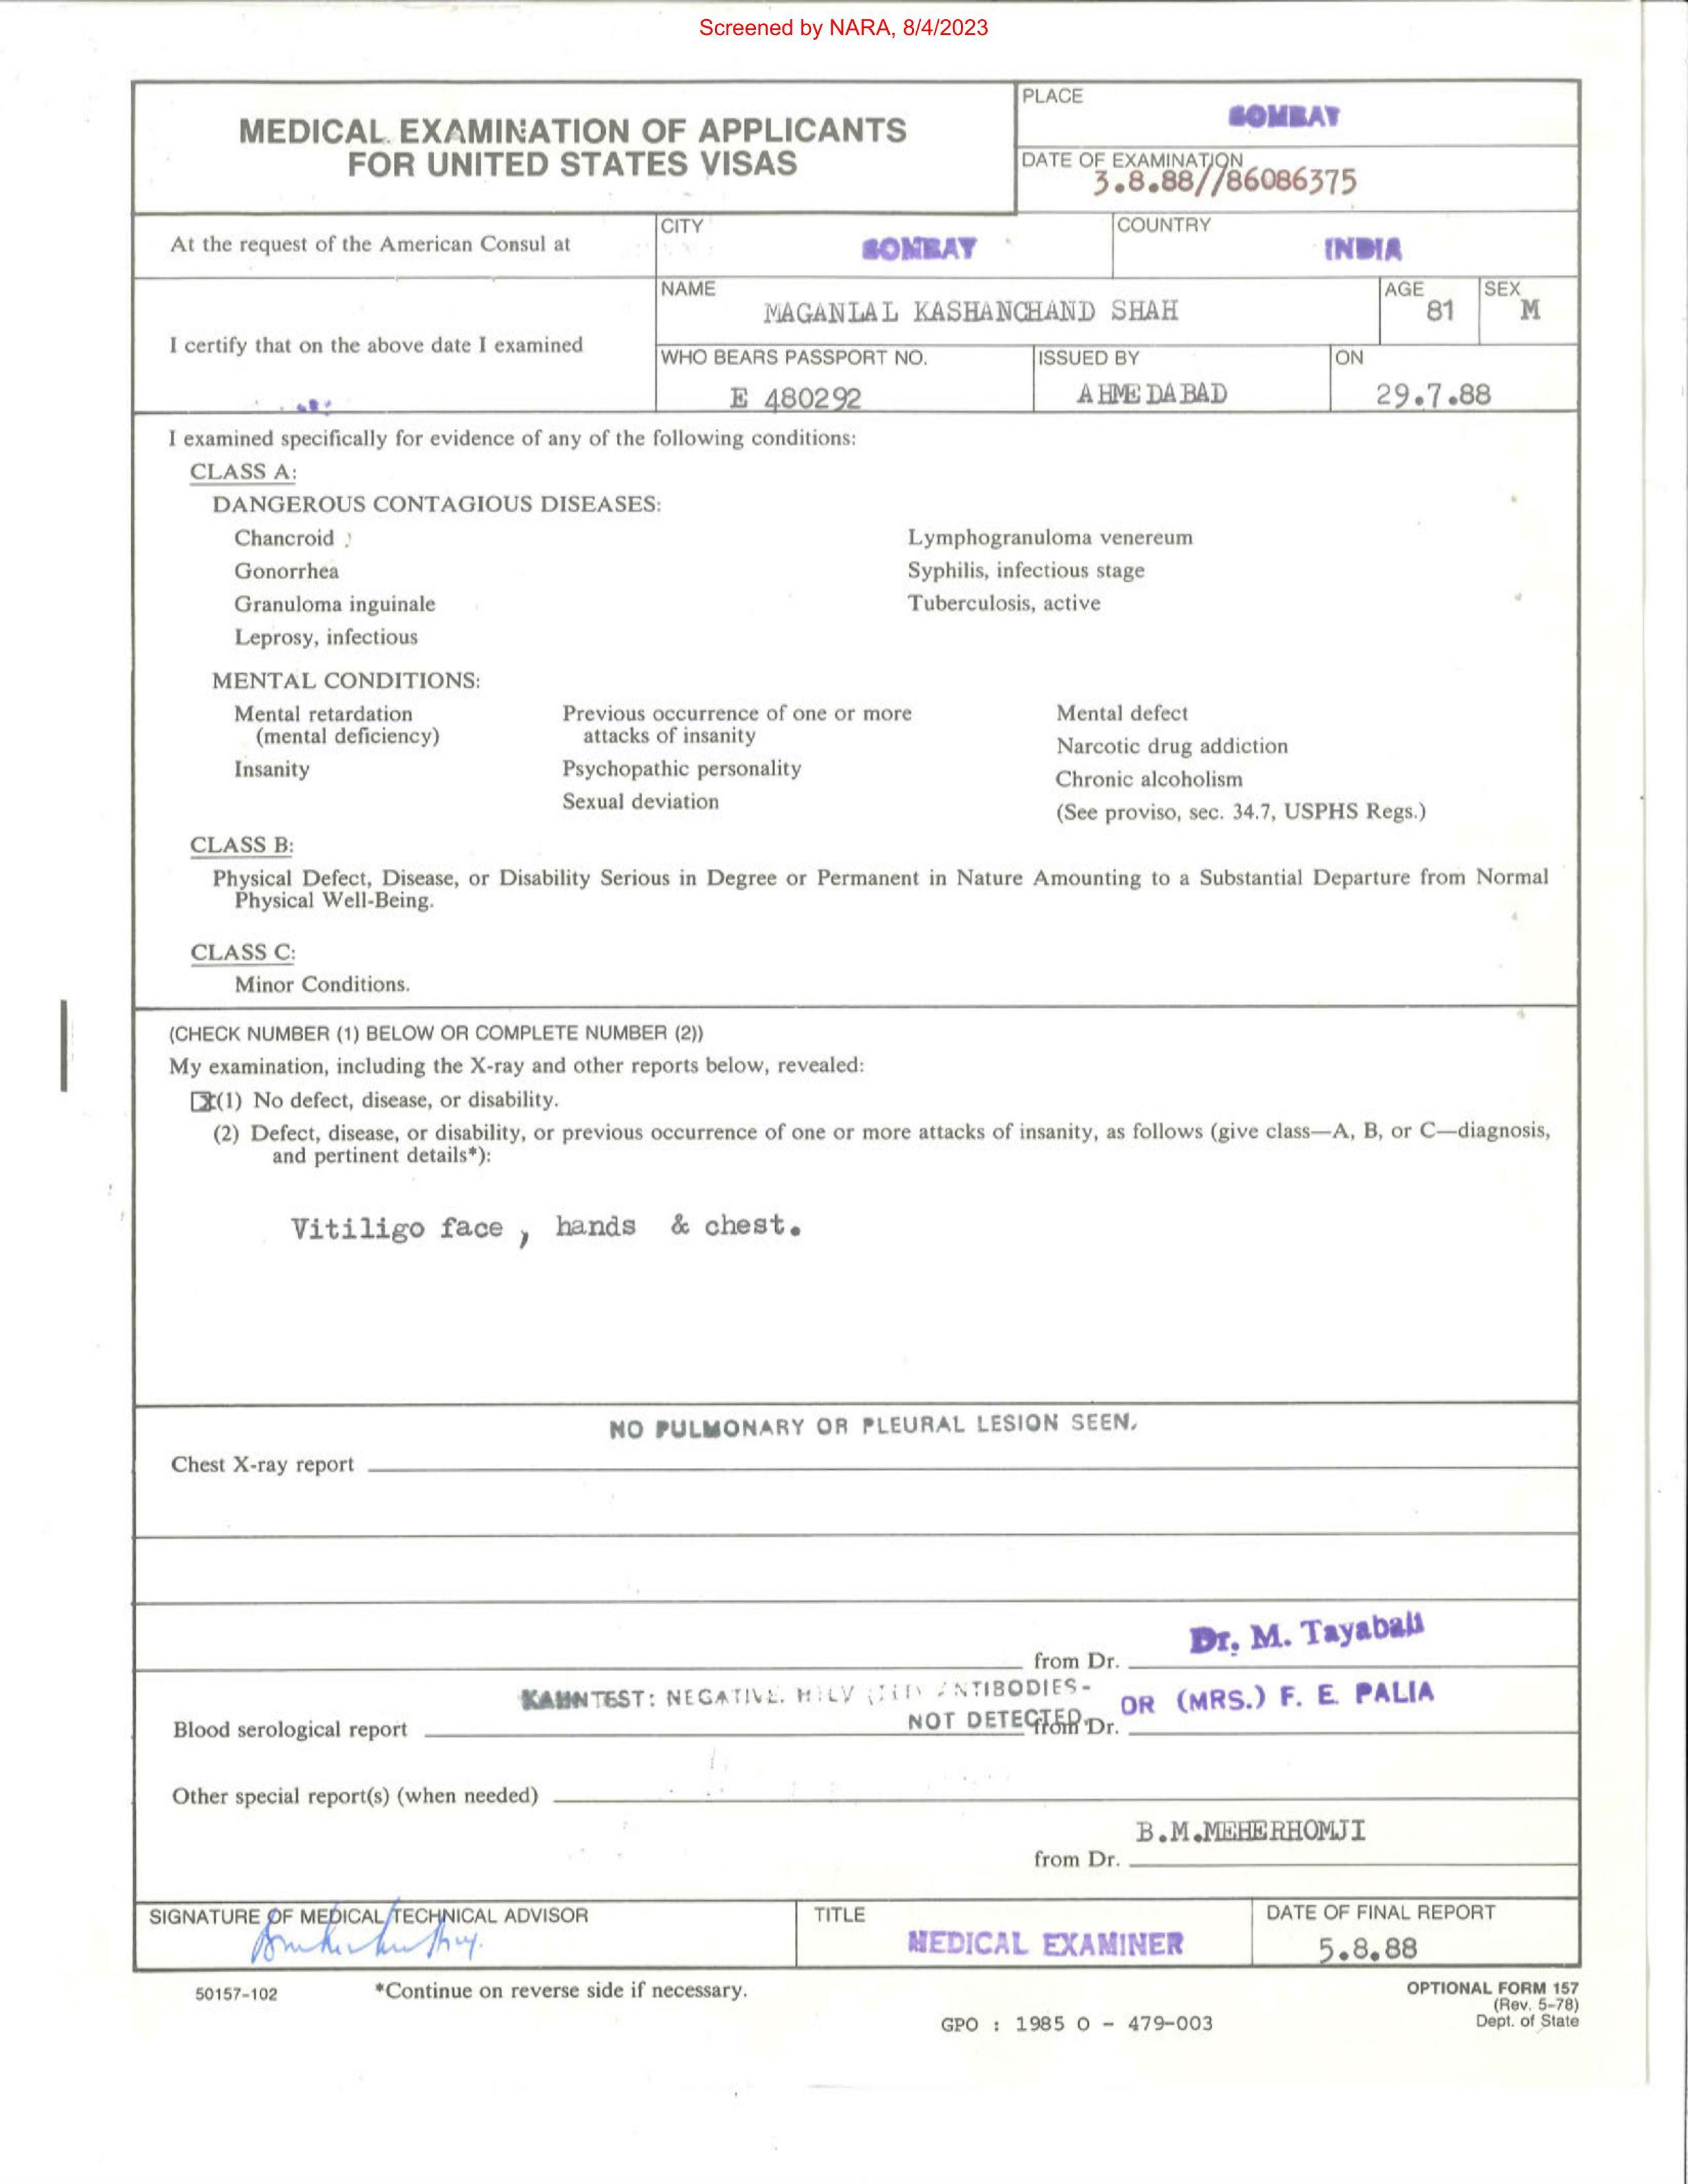 Screened by NARA, 8/4/2023
MEDICAL EXAMINATION OF APPLICANTS
FOR UNITED STATES VISAS
PLACE
BOMBAY
DATE OF EXAMINATION
3.8.88//86086375
At the request of the American Consul at
CITY
BOMBAY
COUNTRY
INDIA
I certify that on the above date I examined
NAME
MAGANLAL KASHANCHAND SHAH
AGE
81
SEX
M
WHO BEARS PASSPORT NO.
E 480292
ISSUED BY
AHMEDABAD
ON
29.7.88
I examined specifically for evidence of any of the following conditions:
CLASS A:
DANGEROUS CONTAGIOUS DISEASES:
Chancroid
Gonorrhea
Granuloma inguinale
Leprosy, infectious
Lymphogranuloma venereum
Syphilis, infectious stage
Tuberculosis, active
MENTAL CONDITIONS:
Mental retardation
(mental deficiency)
Insanity
Previous occurrence of one or more
attacks of insanity
Psychopathic personality
Sexual deviation
Mental defect
Narcotic drug addiction
Chronic alcoholism
(See proviso, sec. 34.7, USPHS Regs.)
CLASS B:
Physical Defect, Disease, or Disability Serious in Degree or Permanent in Nature Amounting to a Substantial Departure from Normal
Physical Well-Being.
CLASS C:
Minor Conditions.
(CHECK NUMBER (1) BELOW OR COMPLETE NUMBER (2))
My examination, including the X-ray and other reports below, revealed:
X(1) No defect, disease, or disability.
(2) Defect, disease, or disability, or previous occurrence of one or more attacks of insanity, as follows (give class—A, B, or C—diagnosis,
and pertinent details*):
Vitiligo face , hands & chest.
NO PULMONARY OR PLEURAL LESION SEEN.
Chest X-ray report
Dr. M. Tayabali
from Dr.
KAHN TEST: NEGATIVE. ANTIBODIES-
NOT DETECTED.
OR (MRS.) F. E. PALIA
Blood serological report
from Dr.
Other special report(s) (when needed)
B.M.MEHERHOMJI
from Dr.
SIGNATURE OF MEDICAL TECHNICAL ADVISOR
TITLE
MEDICAL EXAMINER
DATE OF FINAL REPORT
5.8.88
50157-102
*Continue on reverse side if necessary.
GPO : 1985 O - 479-003
OPTIONAL FORM 157
(Rev. 5-78)
Dept. of State